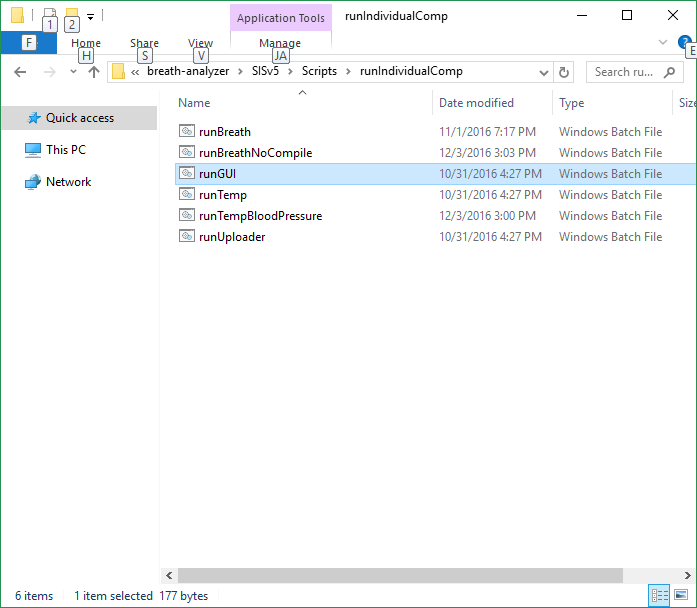 1 2 Application Tools runIndividualComp
F Home Share View Manage
H S V JA E
« breath-analyzer > SISv5 > Scripts > runIndividualComp Search ru...
Name Date modified Type Size
Quick access
This PC
Network
runBreath 11/1/2016 7:17 PM Windows Batch File
runBreathNoCompile 12/3/2016 3:03 PM Windows Batch File
runGUI 10/31/2016 4:27 PM Windows Batch File
runTemp 10/31/2016 4:27 PM Windows Batch File
runTempBloodPressure 12/3/2016 3:00 PM Windows Batch File
runUploader 10/31/2016 4:27 PM Windows Batch File
6 items 1 item selected 177 bytes